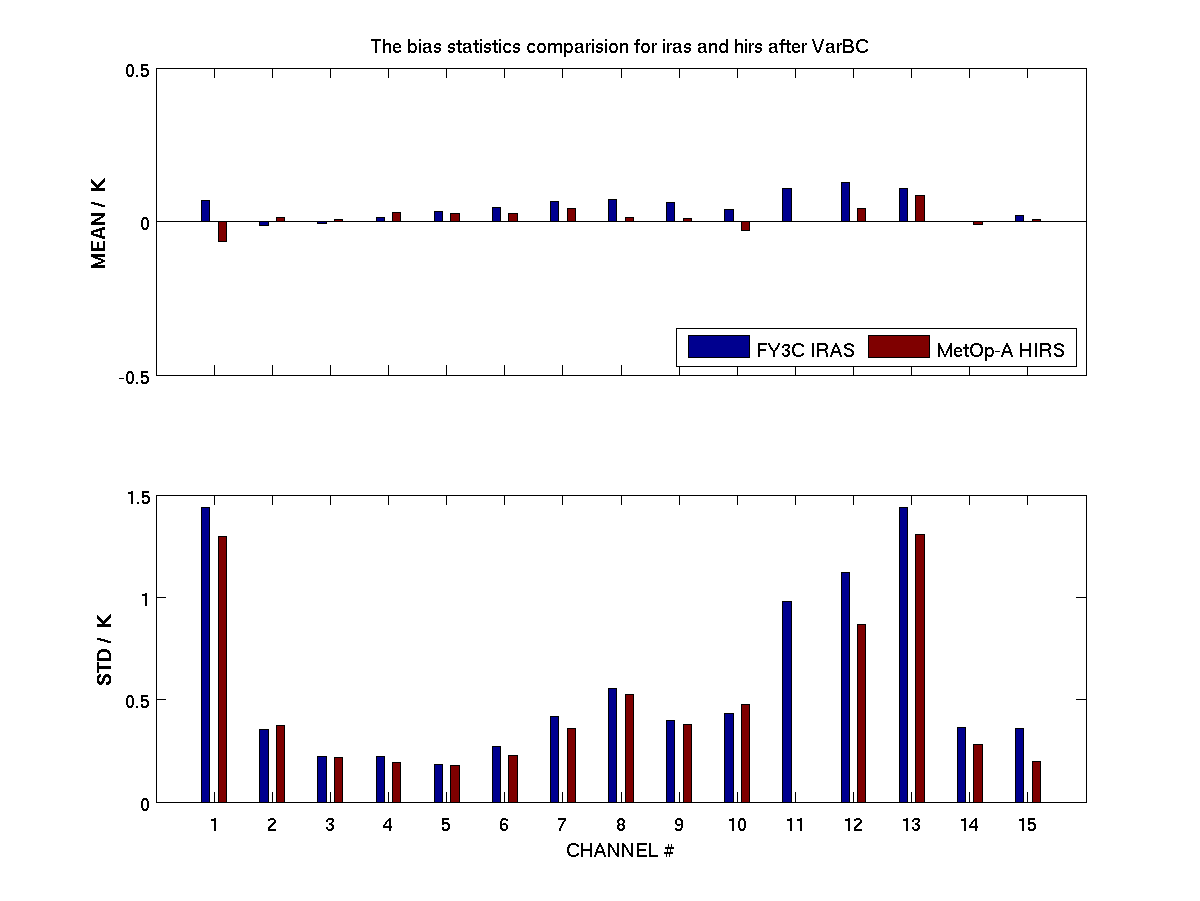 The bias statistics comparision for iras and hirs after VarBC
0.5
0
-0.5
MEAN / K
FY3C IRAS MetOp-A HIRS
1.5
1
0.5
0
STD / K
1 2 3 4 5 6 7 8 9 10 11 12 13 14 15
CHANNEL #